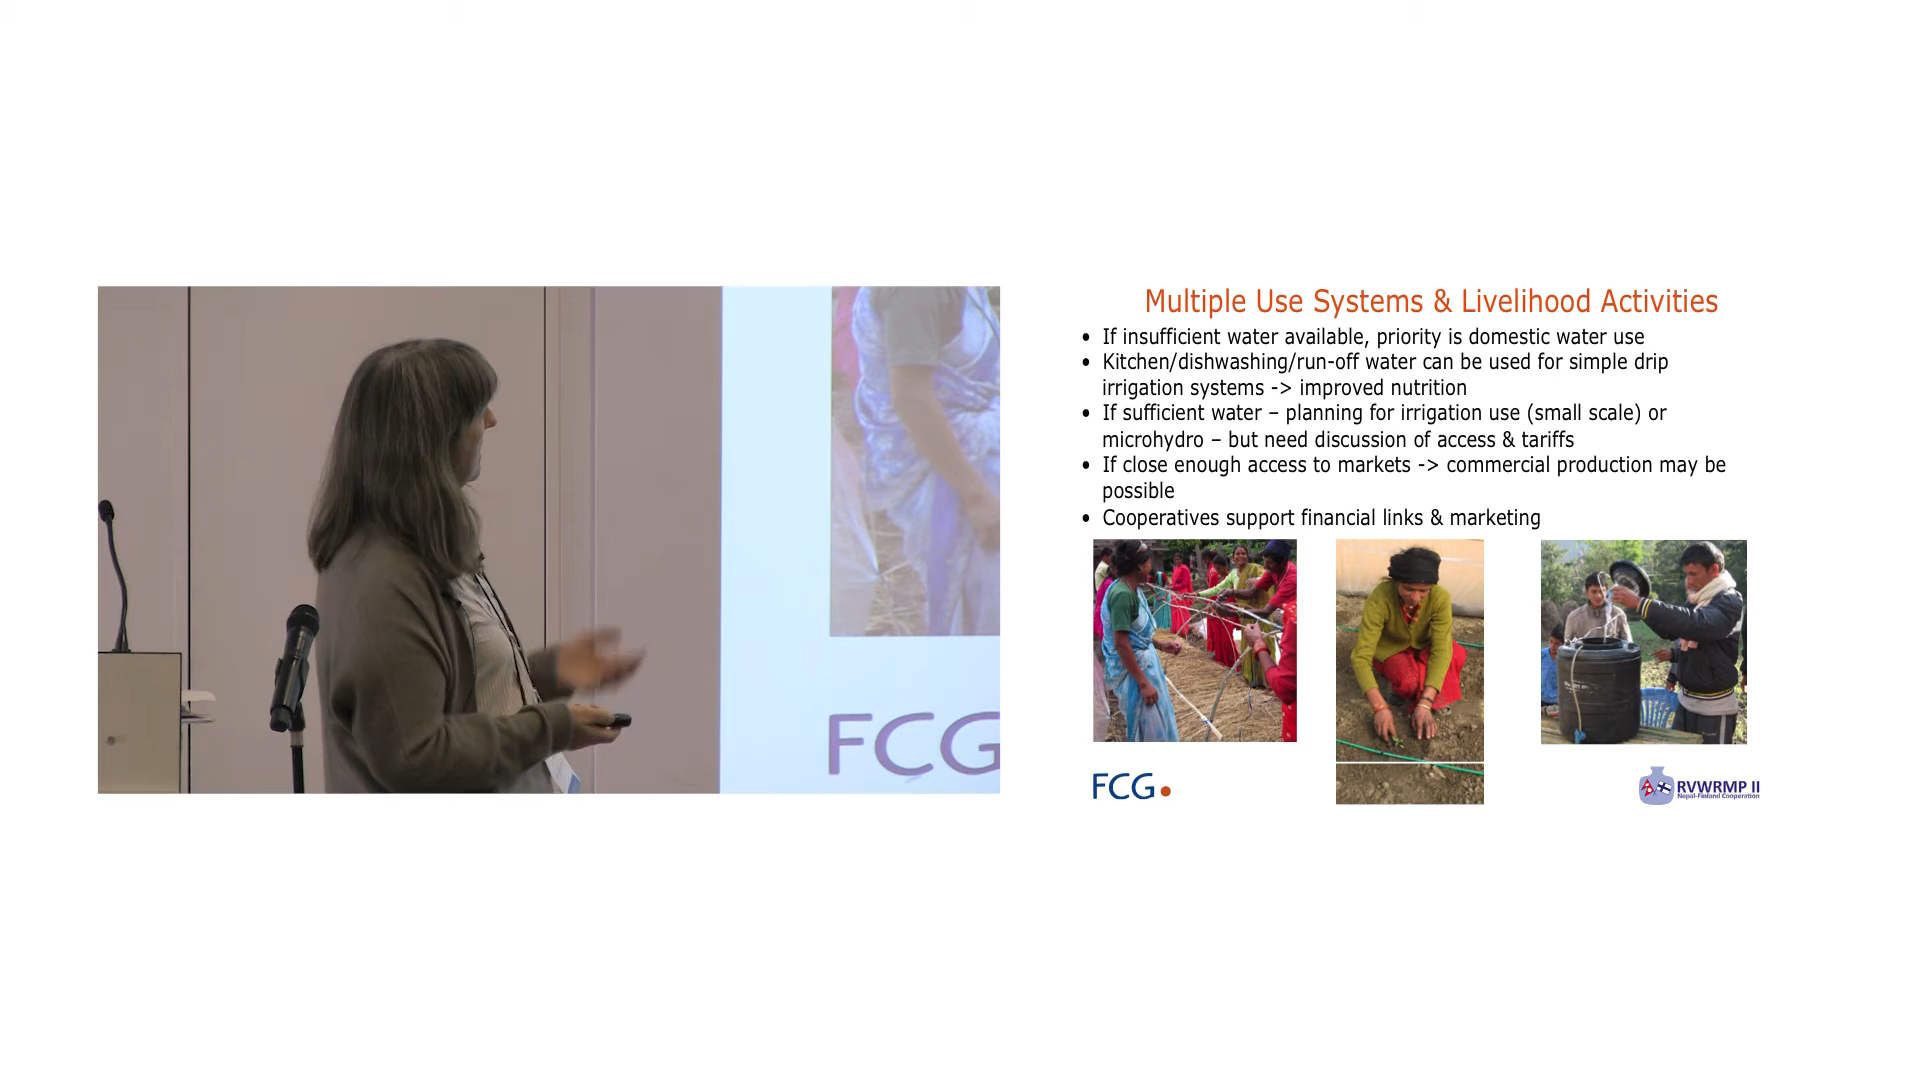 FCG
Multiple Use Systems & Livelihood Activities
• If insufficient water available, priority is domestic water use
• Kitchen/dishwashing/run-off water can be used for simple drip
irrigation systems -> improved nutrition
• If sufficient water – planning for irrigation use (small scale) or
microhydro – but need discussion of access & tariffs
• If close enough access to markets -> commercial production may be
possible
• Cooperatives support financial links & marketing
FCG
RVWRMP II
Nepal-Finland Cooperation